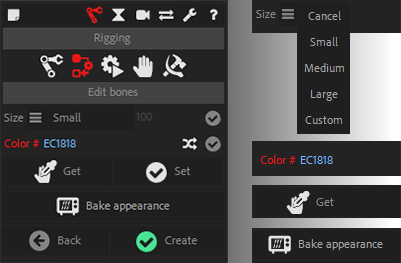 ?
Rigging
Edit bones
Size Small 100
Color # EC1818
Get Set
Bake appearance
Back Create
Size Cancel
Small
Medium
Large
Custom
Color # EC1818
Get
Bake appearance